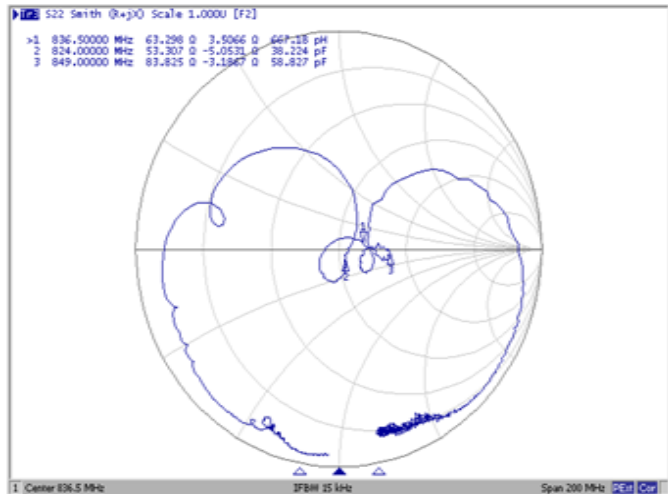 Tr3 S22 Smith (R+jX) Scale 1.000U [F2]
>1 836.50000 MHz 63.298 Ω 3.5066 Ω 667.18 pH
2 824.00000 MHz 53.307 Ω -5.0531 Ω 38.224 pF
3 849.00000 MHz 83.825 Ω -3.1867 Ω 58.827 pF
1 Center 836.5 MHz IFBW 15 kHz Span 200 MHz PExt Cor